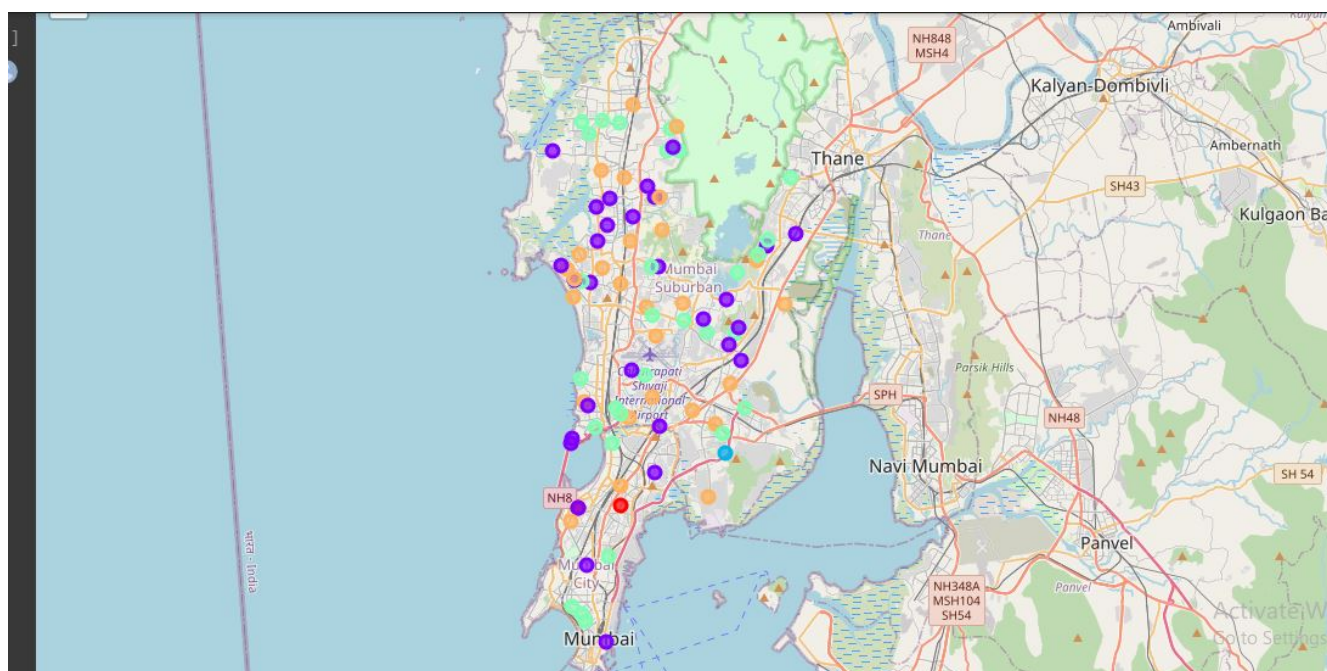 ]
Ambivali
NH848
MSH4
Kalyan-Dombivli
Ambernath
Thane
SH43
Kulgaon Ba
Thane
Mumbai
Suburban
Parsik Hills
Shivaji
International
Airport
SPH
NH48
Navi Mumbai
SH 54
NH8
Panvel
भारत - India
Mumbai
City
NH348A
MSH104
SH54
Panvel
Activate W
Go to Settings
Mumbai